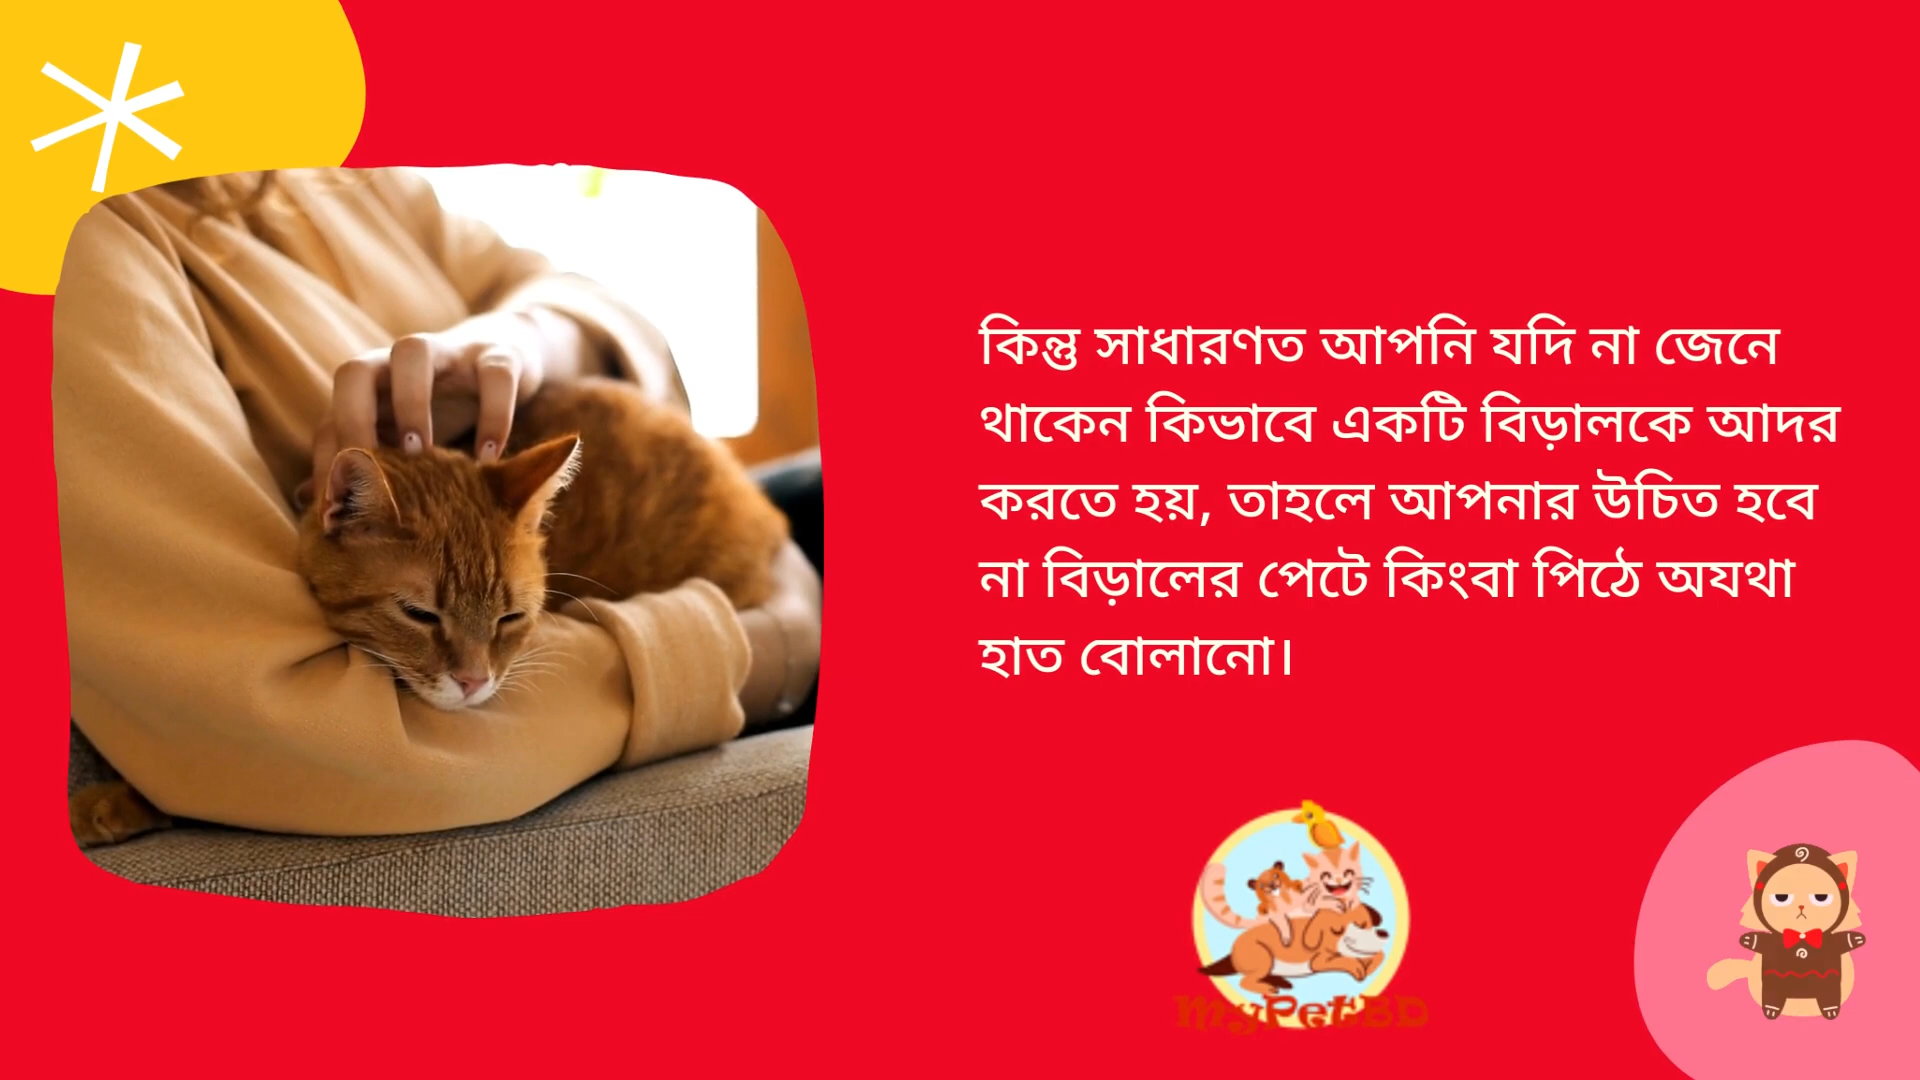 কিন্তু সাধারণত আপনি যদি না জেনে
থাকেন কিভাবে একটি বিড়ালকে আদর
করতে হয়, তাহলে আপনার উচিত হবে
না বিড়ালের পেটে কিংবা পিঠে অযথা
হাত বোলানো।
MyPetBD